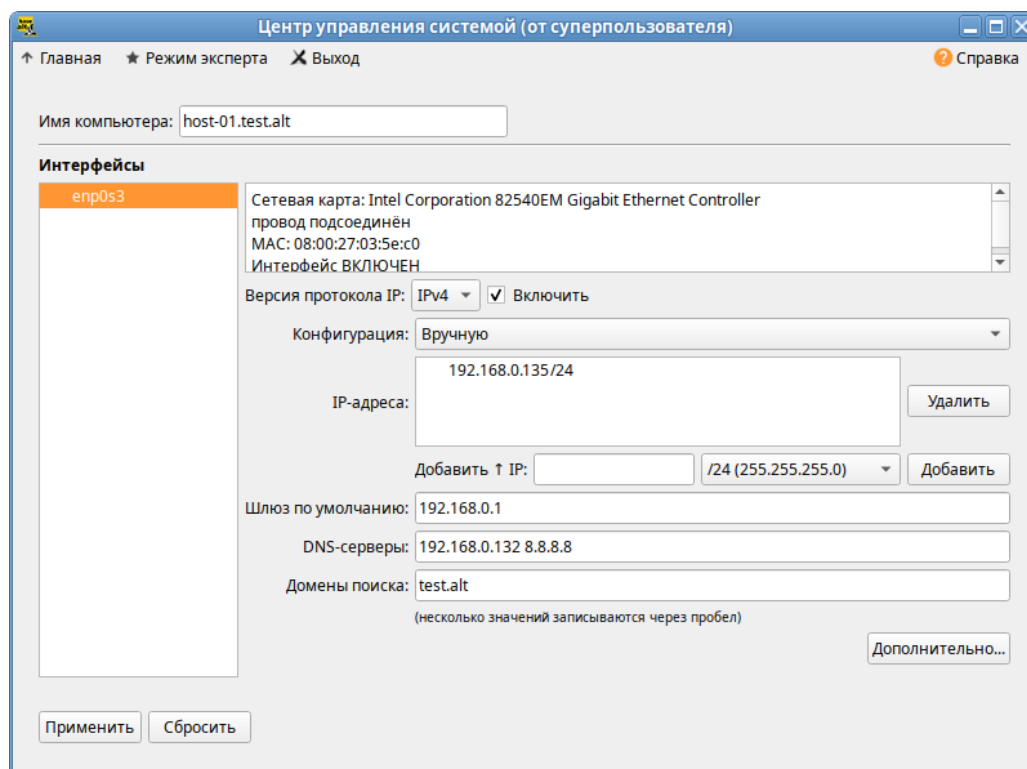 Центр управления системой (от суперпользователя)
Главная Режим эксперта Выход Справка
Имя компьютера: host-01.test.alt
Интерфейсы
enp0s3
Сетевая карта: Intel Corporation 82540EM Gigabit Ethernet Controller
провод подсоединён
MAC: 08:00:27:03:5e:c0
Интерфейс ВКЛЮЧЕН
Версия протокола IP: IPv4 Включить
Конфигурация: Вручную
192.168.0.135/24
IP-адреса: Удалить
Добавить ↑ IP: /24 (255.255.255.0) Добавить
Шлюз по умолчанию: 192.168.0.1
DNS-серверы: 192.168.0.132 8.8.8.8
Домены поиска: test.alt
(несколько значений записываются через пробел)
Дополнительно...
Применить Сбросить